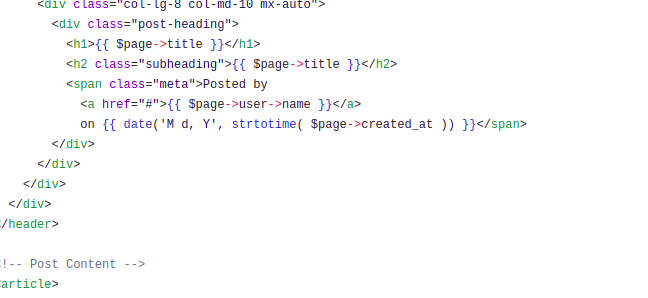 <div class="col-lg-8 col-md-10 mx-auto">
<div class="post-heading">
<h1>{{ $page->title }}</h1>
<h2 class="subheading">{{ $page->title }}</h2>
<span class="meta">Posted by
<a href="#">{{ $page->user->name }}</a>
on {{ date('M d, Y', strtotime( $page->created_at )) }}</span>
</div>
</div>
</div>
</div>
/header>
!-- Post Content -->
article>